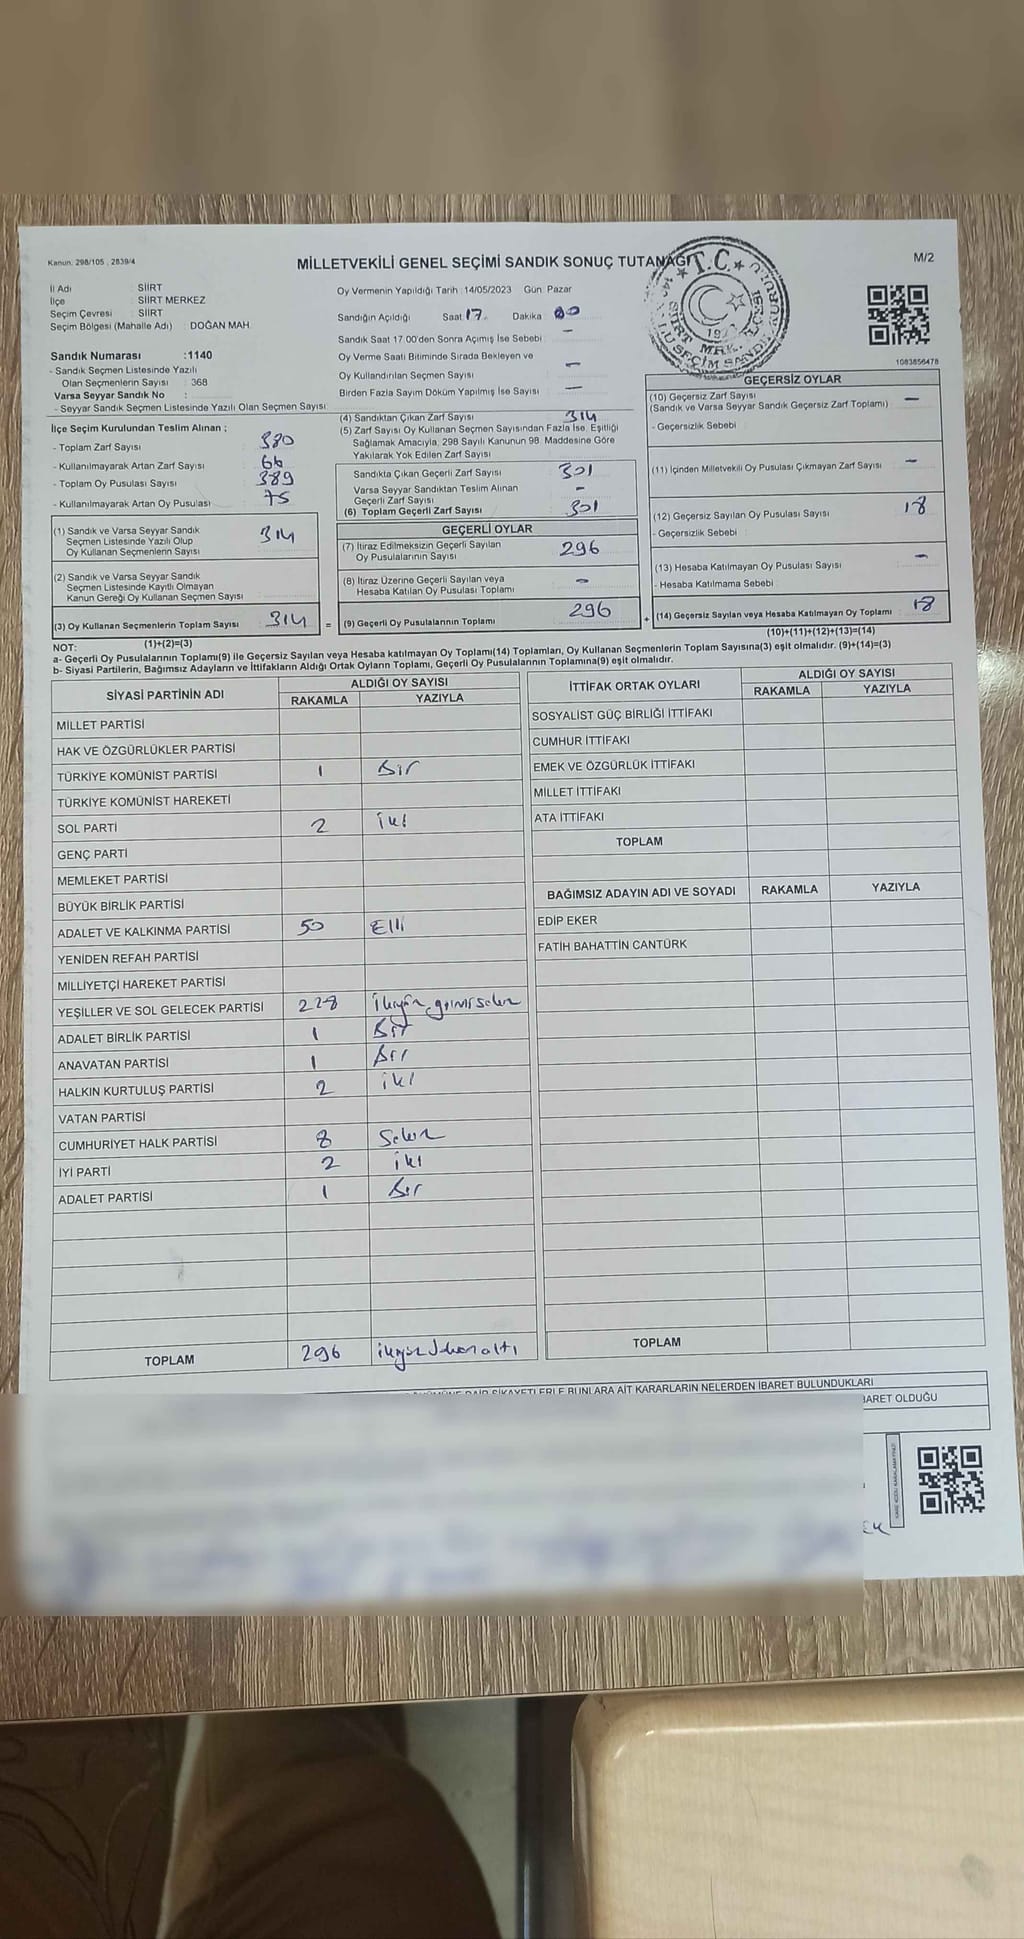 Kanun: 298/105 , 2839/4
MİLLETVEKİLİ GENEL SEÇİMİ SANDIK SONUÇ TUTANAĞI
M/2
İl Adı : SİİRT
İlçe : SİİRT MERKEZ
Seçim Çevresi : SİİRT
Seçim Bölgesi (Mahalle Adı) : DOĞAN MAH.
Sandık Numarası :1140
- Sandık Seçmen Listesinde Yazılı
Olan Seçmenlerin Sayısı : 368
Varsa Seyyar Sandık No :
- Seyyar Sandık Seçmen Listesinde Yazılı Olan Seçmen Sayısı
İlçe Seçim Kurulundan Teslim Alınan ;
- Toplam Zarf Sayısı 380
- Kullanılmayarak Artan Zarf Sayısı 66
- Toplam Oy Pusulası Sayısı 389
- Kullanılmayarak Artan Oy Pusulası 75
(1) Sandık ve Varsa Seyyar Sandık
Seçmen Listesinde Yazılı Olup
Oy Kullanan Seçmenlerin Sayısı 314
(2) Sandık ve Varsa Seyyar Sandık
Seçmen Listesinde Kayıtlı Olmayan
Kanun Gereği Oy Kullanan Seçmen Sayısı
(3) Oy Kullanan Seçmenlerin Toplam Sayısı 314 =
(1)+(2)=(3)
Oy Vermenin Yapıldığı Tarih :14/05/2023 Gün: Pazar
Sandığın Açıldığı Saat 17 Dakika 00
Sandık Saat 17.00'den Sonra Açımış İse Sebebi : –
Oy Verme Saati Bitiminde Sırada Bekleyen ve
Oy Kullandırılan Seçmen Sayısı –
Birden Fazla Sayım Döküm Yapılmış İse Sayısı –
(4) Sandıktan Çıkan Zarf Sayısı 314
(5) Zarf Sayısı Oy Kullanan Seçmen Sayısından Fazla İse, Eşitliği
Sağlamak Amacıyla, 298 Sayılı Kanunun 98. Maddesine Göre
Yakılarak Yok Edilen Zarf Sayısı
Sandıkta Çıkan Geçerli Zarf Sayısı 301
Varsa Seyyar Sandıktan Teslim Alınan
Geçerli Zarf Sayısı –
(6) Toplam Geçerli Zarf Sayısı 301
GEÇERLİ OYLAR
(7) İtiraz Edilmeksizin Geçerli Sayılan
Oy Pusulalarının Sayısı 296
(8) İtiraz Üzerine Geçerli Sayılan veya
Hesaba Katılan Oy Pusulası Toplamı –
(9) Geçerli Oy Pusulalarının Toplamı 296 +
T.C.
SİİRT MRK. İLÇESİ
1083856478
GEÇERSİZ OYLAR
(10) Geçersiz Zarf Sayısı –
(Sandık ve Varsa Seyyar Sandık Geçersiz Zarf Toplamı)
- Geçersizlik Sebebi
(11) İçinden Milletvekili Oy Pusulası Çıkmayan Zarf Sayısı –
(12) Geçersiz Sayılan Oy Pusulası Sayısı 18
- Geçersizlik Sebebi :
(13) Hesaba Katılmayan Oy Pusulası Sayısı –
- Hesaba Katılmama Sebebi :
(14) Geçersiz Sayılan veya Hesaba Katılmayan Oy Toplamı 18
(10)+(11)+(12)+(13)=(14)
NOT:
a- Geçerli Oy Pusulalarının Toplamı(9) ile Geçersiz Sayılan veya Hesaba katılmayan Oy Toplamı(14) Toplamları, Oy Kullanan Seçmenlerin Toplam Sayısına(3) eşit olmalıdır. (9)+(14)=(3)
b- Siyasi Partilerin, Bağımsız Adayların ve İttifakların Aldığı Ortak Oyların Toplamı, Geçerli Oy Pusulalarının Toplamına(9) eşit olmalıdır.
SİYASİ PARTİNİN ADI ALDIĞI OY SAYISI
RAKAMLA YAZIYLA
MİLLET PARTİSİ
HAK VE ÖZGÜRLÜKLER PARTİSİ
TÜRKİYE KOMÜNİST PARTİSİ 1 Bir
TÜRKİYE KOMÜNİST HAREKETİ
SOL PARTİ 2 iki
GENÇ PARTİ
MEMLEKET PARTİSİ
BÜYÜK BİRLİK PARTİSİ
ADALET VE KALKINMA PARTİSİ 50 Elli
YENİDEN REFAH PARTİSİ
MİLLİYETÇİ HAREKET PARTİSİ
YEŞİLLER VE SOL GELECEK PARTİSİ 228 ikiyüz yirmisekiz
ADALET BİRLİK PARTİSİ 1 Bir
ANAVATAN PARTİSİ 1 Bir
HALKIN KURTULUŞ PARTİSİ 2 iki
VATAN PARTİSİ
CUMHURİYET HALK PARTİSİ 8 Sekiz
İYİ PARTİ 2 iki
ADALET PARTİSİ 1 Bir
TOPLAM 296 ikiyüz doksan altı
İTTİFAK ORTAK OYLARI ALDIĞI OY SAYISI
RAKAMLA YAZIYLA
SOSYALİST GÜÇ BİRLİĞİ İTTİFAKI
CUMHUR İTTİFAKI
EMEK VE ÖZGÜRLÜK İTTİFAKI
MİLLET İTTİFAKI
ATA İTTİFAKI
TOPLAM
BAĞIMSIZ ADAYIN ADI VE SOYADI RAKAMLA YAZIYLA
EDİP EKER
FATİH BAHATTİN CANTÜRK
TOPLAM
DAİR ŞİKAYETLERLE BUNLARA AİT KARARLARIN NELERDEN İBARET BULUNDUKLARI
İBARET OLDUĞU